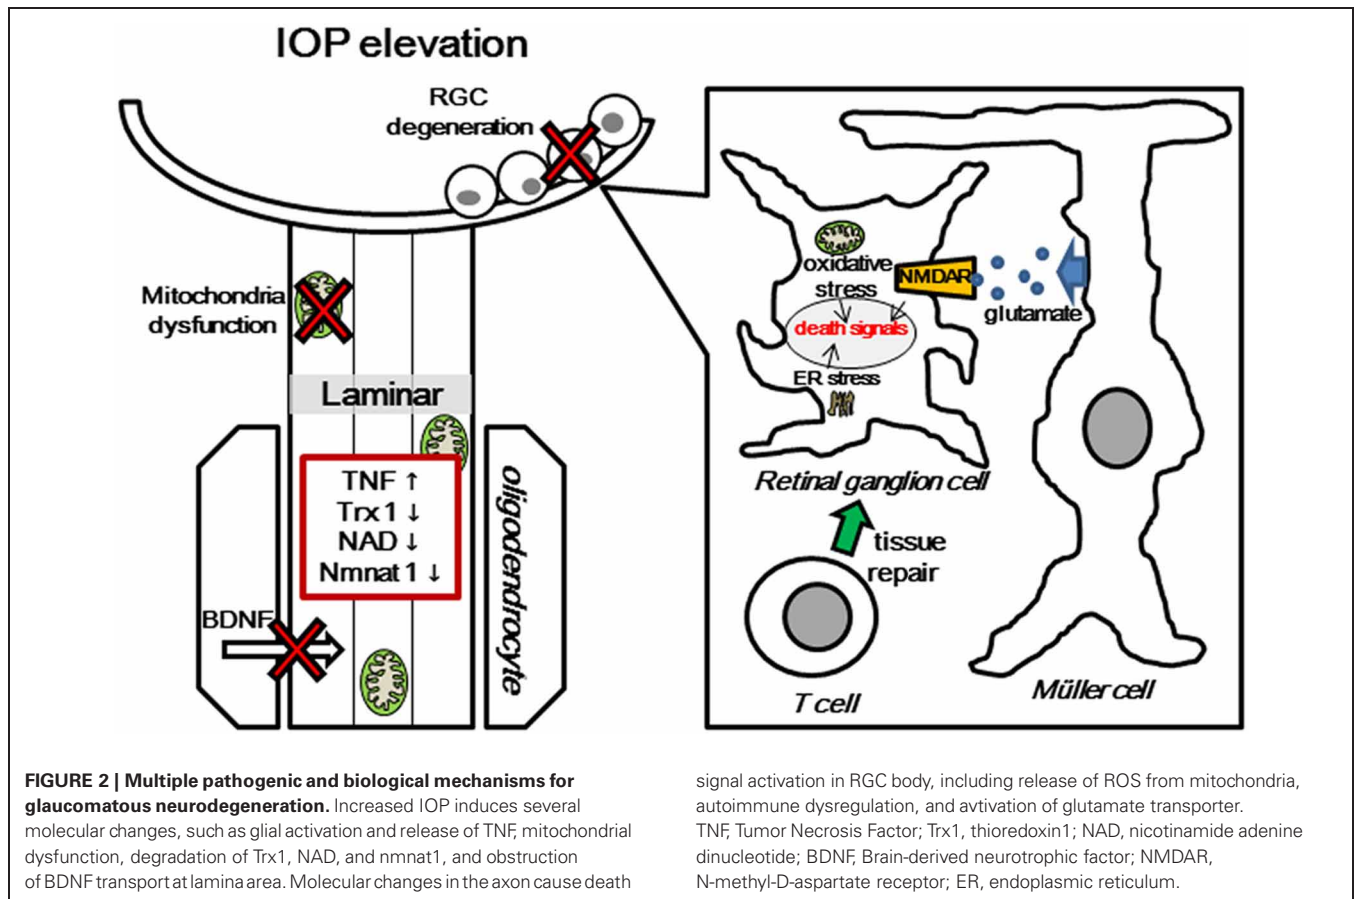 IOP elevation
RGC
degeneration
Mitochondria
dysfunction
Laminar
TNF ↑
Trx1 ↓
NAD ↓
Nmnat1 ↓
BDNF
oligodendrocyte
oxidative
stress
NMDAR
glutamate
death signals
ER stress
Retinal ganglion cell
tissue
repair
T cell
Müller cell
FIGURE 2 | Multiple pathogenic and biological mechanisms for
glaucomatous neurodegeneration. Increased IOP induces several
molecular changes, such as glial activation and release of TNF, mitochondrial
dysfunction, degradation of Trx1, NAD, and nmnat1, and obstruction
of BDNF transport at lamina area. Molecular changes in the axon cause death
signal activation in RGC body, including release of ROS from mitochondria,
autoimmune dysregulation, and avtivation of glutamate transporter.
TNF, Tumor Necrosis Factor; Trx1, thioredoxin1; NAD, nicotinamide adenine
dinucleotide; BDNF, Brain-derived neurotrophic factor; NMDAR,
N-methyl-D-aspartate receptor; ER, endoplasmic reticulum.